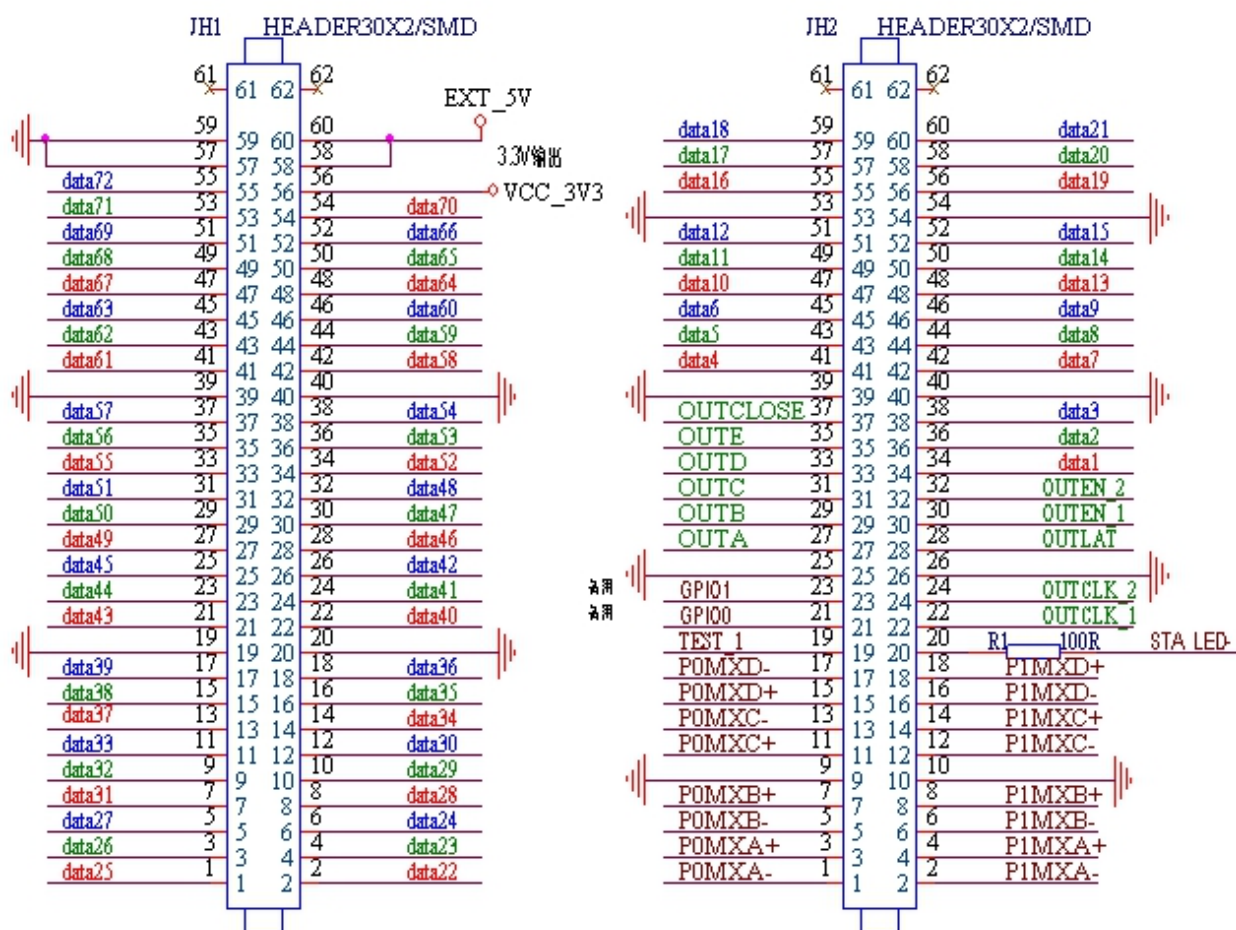 JH1 HEADER30X2/SMD
61 61 62 62
EXT_5V
59 59 60 60
57 57 58 58 3.3V输出
data72 55 55 56 56 VCC_3V3
data71 53 53 54 54 data70
data69 51 51 52 52 data66
data68 49 49 50 50 data65
data67 47 47 48 48 data64
data63 45 45 46 46 data60
data62 43 43 44 44 data59
data61 41 41 42 42 data58
39 39 40 40
data57 37 37 38 38 data54
data56 35 35 36 36 data53
data55 33 33 34 34 data52
data51 31 31 32 32 data48
data50 29 29 30 30 data47
data49 27 27 28 28 data46
data45 25 25 26 26 data42
data44 23 23 24 24 data41
data43 21 21 22 22 data40
19 19 20 20
data39 17 17 18 18 data36
data38 15 15 16 16 data35
data37 13 13 14 14 data34
data33 11 11 12 12 data30
data32 9 9 10 10 data29
data31 7 7 8 8 data28
data27 5 5 6 6 data24
data26 3 3 4 4 data23
data25 1 1 2 2 data22
JH2 HEADER30X2/SMD
61 61 62 62
data18 59 59 60 60 data21
data17 57 57 58 58 data20
data16 55 55 56 56 data19
53 53 54 54
data12 51 51 52 52 data15
data11 49 49 50 50 data14
data10 47 47 48 48 data13
data6 45 45 46 46 data9
data5 43 43 44 44 data8
data4 41 41 42 42 data7
39 39 40 40
OUTCLOSE 37 37 38 38 data3
OUTE 35 35 36 36 data2
OUTD 33 33 34 34 data1
OUTC 31 31 32 32 OUTEN_2
OUTB 29 29 30 30 OUTEN_1
OUTA 27 27 28 28 OUTLAT
25 25 26 26
备用 GPIO1 23 23 24 24 OUTCLK_2
备用 GPIO0 21 21 22 22 OUTCLK_1
TEST_1 19 19 20 20 R1 100R STA LED-
P0MXD- 17 17 18 18 P1MXD+
P0MXD+ 15 15 16 16 P1MXD-
P0MXC- 13 13 14 14 P1MXC+
P0MXC+ 11 11 12 12 P1MXC-
9 9 10 10
P0MXB+ 7 7 8 8 P1MXB+
P0MXB- 5 5 6 6 P1MXB-
P0MXA+ 3 3 4 4 P1MXA+
P0MXA- 1 1 2 2 P1MXA-